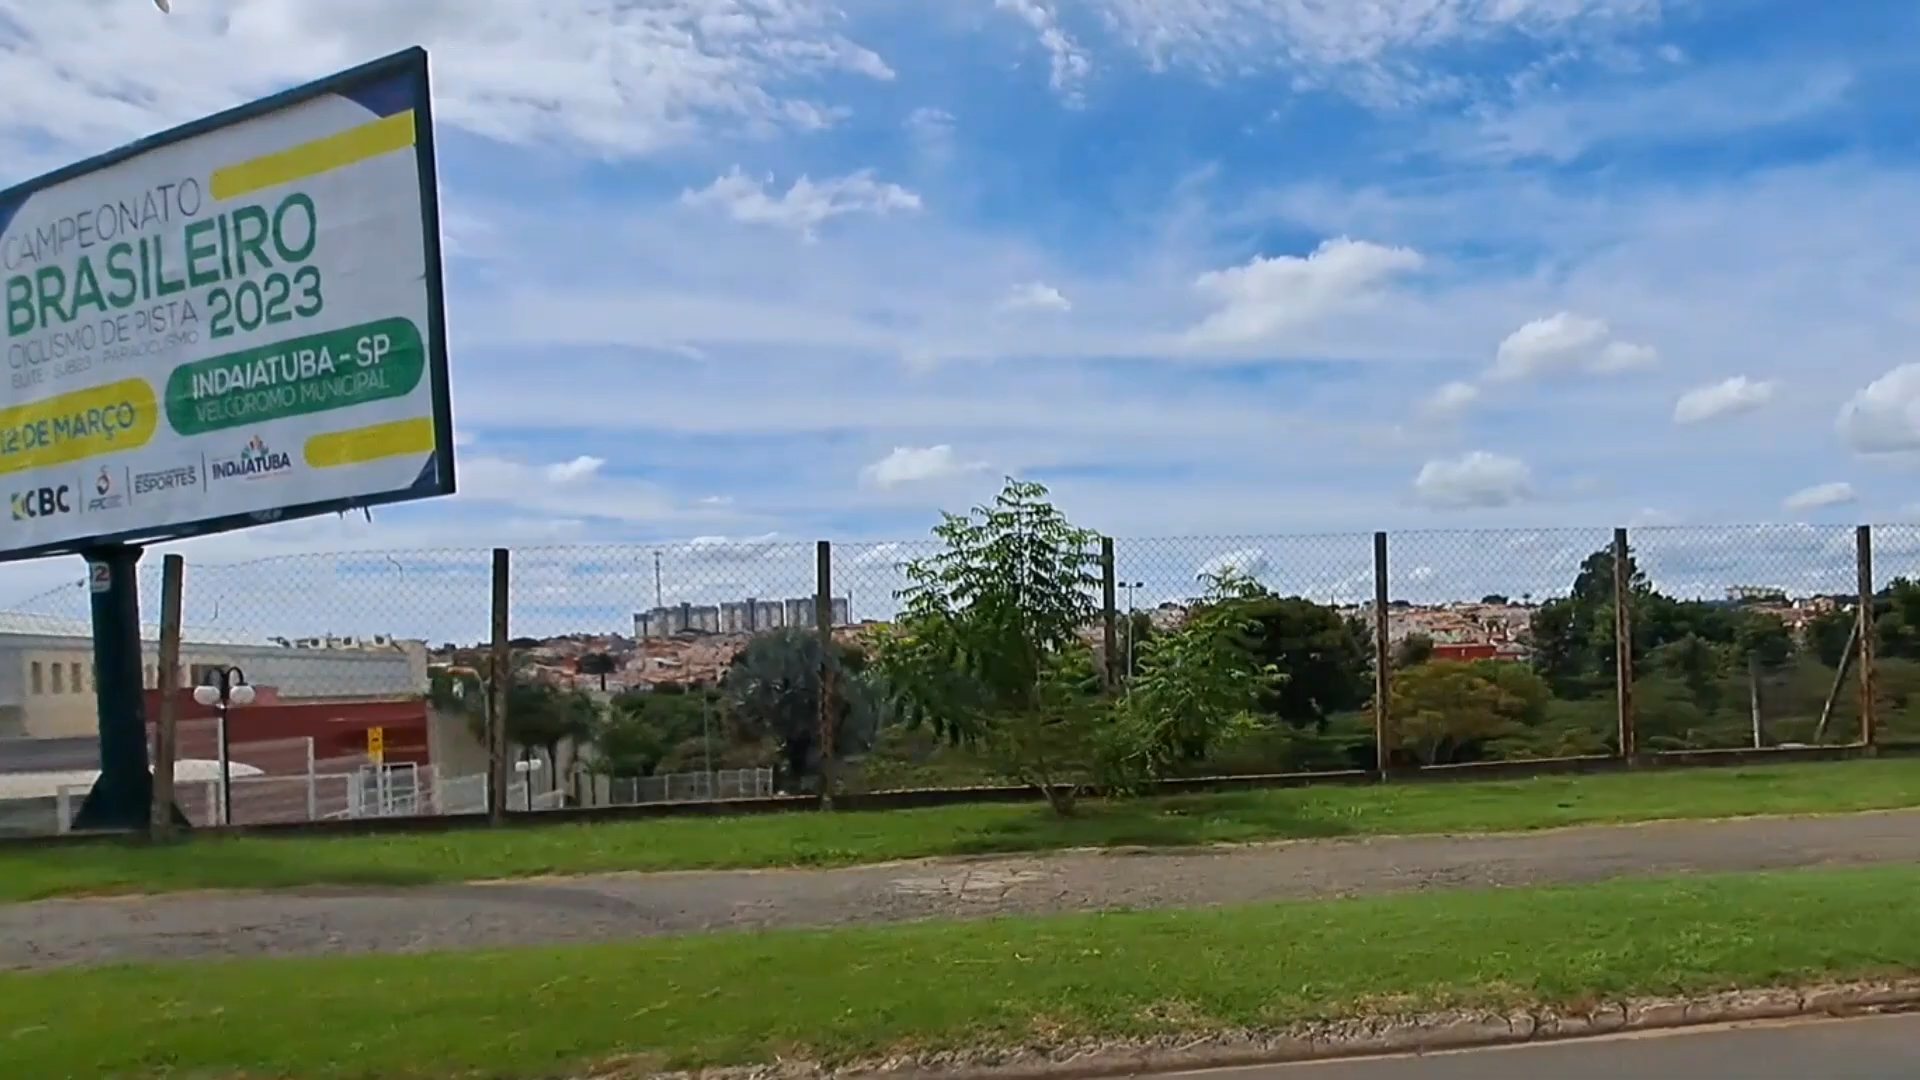 CAMPEONATO
BRASILEIRO
CICLISMO DE PISTA 2023
ELITE - SUB23 - PARACICLISMO
12 DE MARÇO
INDAIATUBA - SP
VELÓDROMO MUNICIPAL
CBC
ESPORTES
INDAIATUBA
2